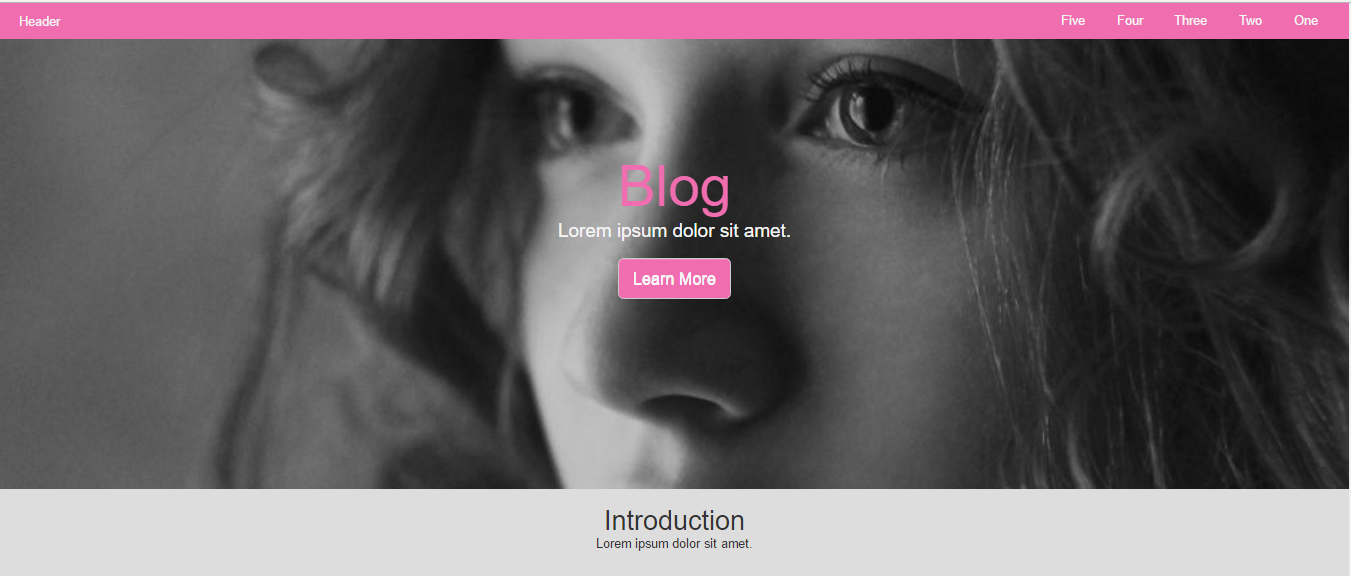 Header
Five Four Three Two One
Blog
Lorem ipsum dolor sit amet.
Learn More
Introduction
Lorem ipsum dolor sit amet.